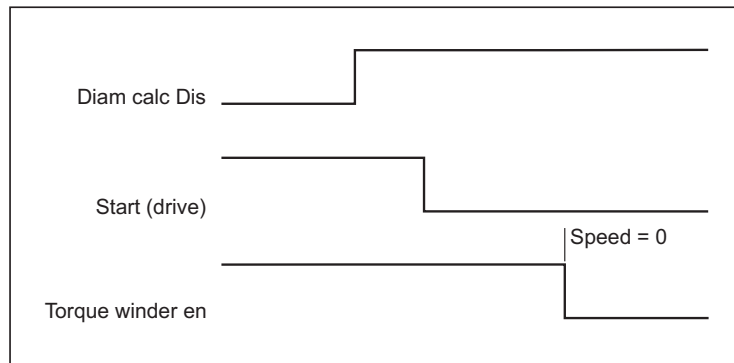 Diam calc Dis
Start (drive)
Speed = 0
Torque winder en